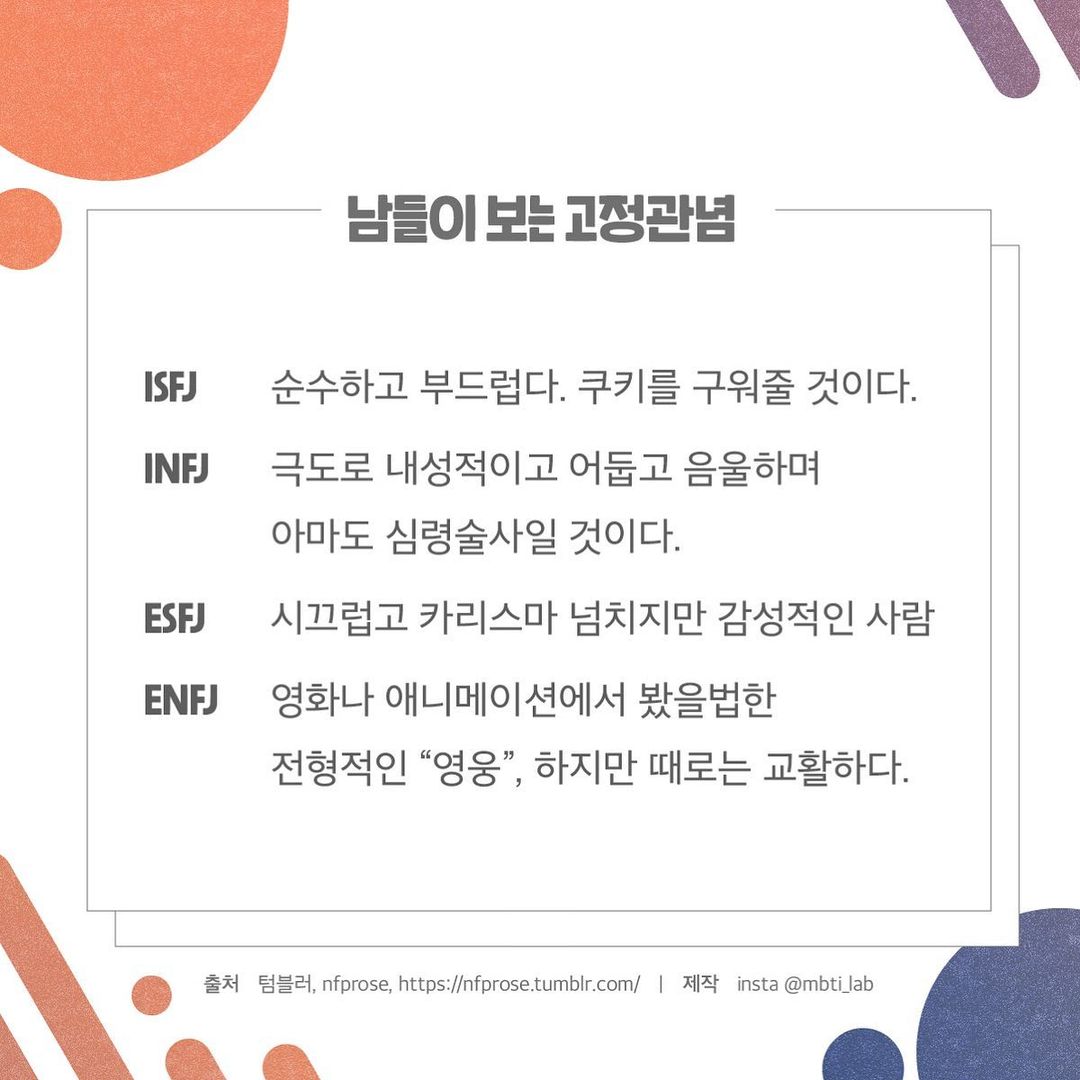 남들이 보는 고정관념
ISFJ 순수하고 부드럽다. 쿠키를 구워줄 것이다.
INFJ 극도로 내성적이고 어둡고 음울하며
아마도 심령술사일 것이다.
ESFJ 시끄럽고 카리스마 넘치지만 감성적인 사람
ENFJ 영화나 애니메이션에서 봤을법한
전형적인 “영웅”, 하지만 때로는 교활하다.
출처 텀블러, nfprose, https://nfprose.tumblr.com/ | 제작 insta @mbti_lab